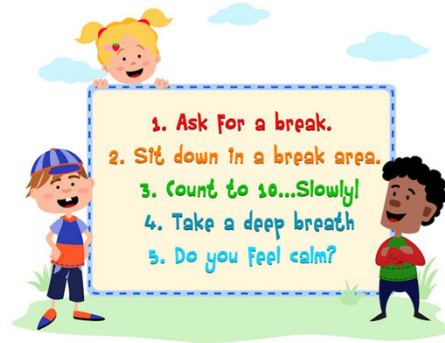 1. Ask for a break.
2. Sit down in a break area.
3. Count to 10...Slowly!
4. Take a deep breath
5. Do you feel calm?